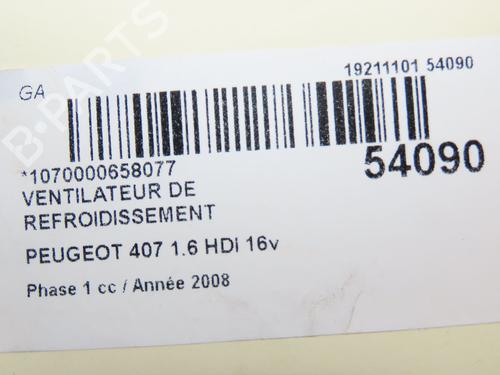 19211101 54090
GA
*1070000658077
54090
VENTILATEUR DE
REFROIDISSEMENT
PEUGEOT 407 1.6 HDI 16v
Phase 1 cc / Année 2008
B-PARTS